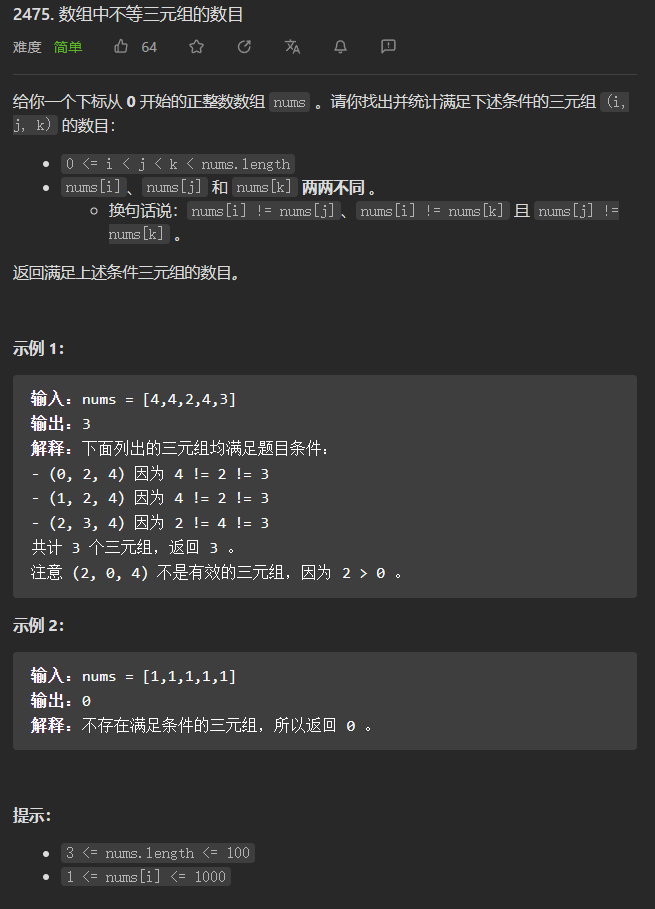 2475. 数组中不等三元组的数目
难度 简单 64
给你一个下标从 0 开始的正整数数组 nums 。请你找出并统计满足下述条件的三元组 (i,
j, k) 的数目：
• 0 <= i < j < k < nums.length
• nums[i]、nums[j] 和 nums[k] 两两不同 。
○ 换句话说：nums[i] != nums[j]、nums[i] != nums[k] 且 nums[j] !=
nums[k] 。
返回满足上述条件三元组的数目。
示例 1：
输入：nums = [4,4,2,4,3]
输出：3
解释：下面列出的三元组均满足题目条件：
- (0, 2, 4) 因为 4 != 2 != 3
- (1, 2, 4) 因为 4 != 2 != 3
- (2, 3, 4) 因为 2 != 4 != 3
共计 3 个三元组，返回 3 。
注意 (2, 0, 4) 不是有效的三元组，因为 2 > 0 。
示例 2：
输入：nums = [1,1,1,1,1]
输出：0
解释：不存在满足条件的三元组，所以返回 0 。
提示：
• 3 <= nums.length <= 100
• 1 <= nums[i] <= 1000